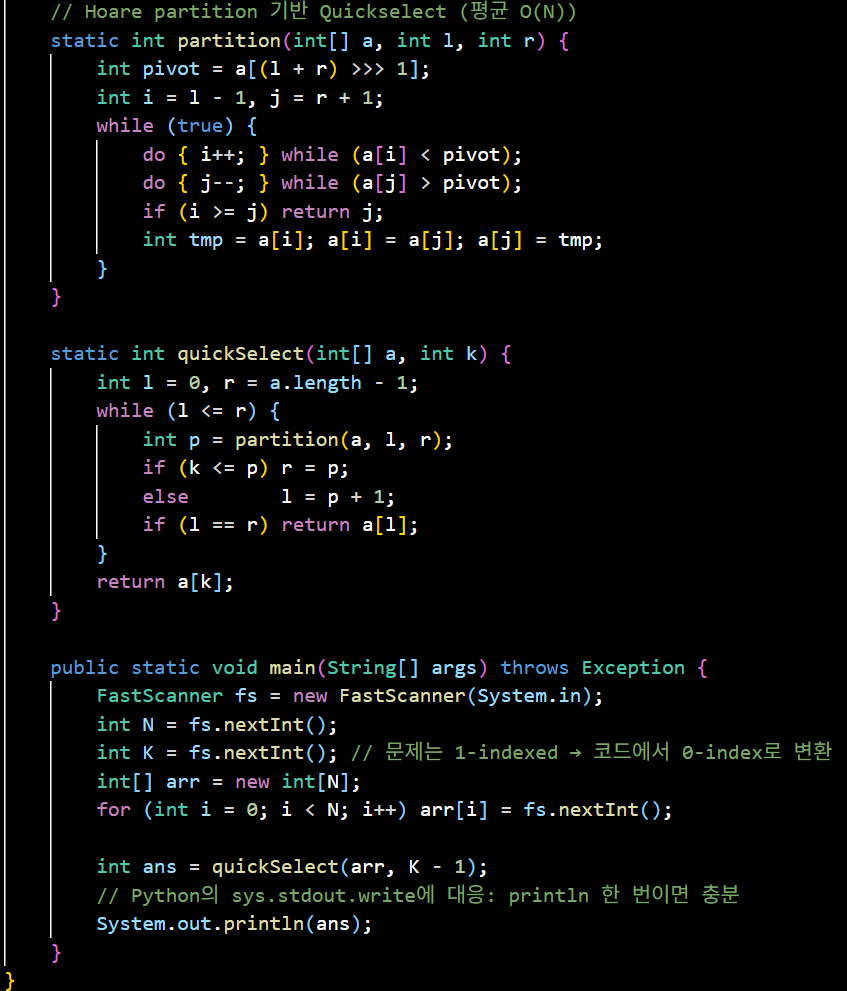 // Hoare partition 기반 Quickselect (평균 O(N))
static int partition(int[] a, int l, int r) {
    int pivot = a[(l + r) >>> 1];
    int i = l - 1, j = r + 1;
    while (true) {
        do { i++; } while (a[i] < pivot);
        do { j--; } while (a[j] > pivot);
        if (i >= j) return j;
        int tmp = a[i]; a[i] = a[j]; a[j] = tmp;
    }
}

static int quickSelect(int[] a, int k) {
    int l = 0, r = a.length - 1;
    while (l <= r) {
        int p = partition(a, l, r);
        if (k <= p) r = p;
        else        l = p + 1;
        if (l == r) return a[l];
    }
    return a[k];
}

public static void main(String[] args) throws Exception {
    FastScanner fs = new FastScanner(System.in);
    int N = fs.nextInt();
    int K = fs.nextInt(); // 문제는 1-indexed → 코드에서 0-index로 변환
    int[] arr = new int[N];
    for (int i = 0; i < N; i++) arr[i] = fs.nextInt();

    int ans = quickSelect(arr, K - 1);
    // Python의 sys.stdout.write에 대응: println 한 번이면 충분
    System.out.println(ans);
}
}